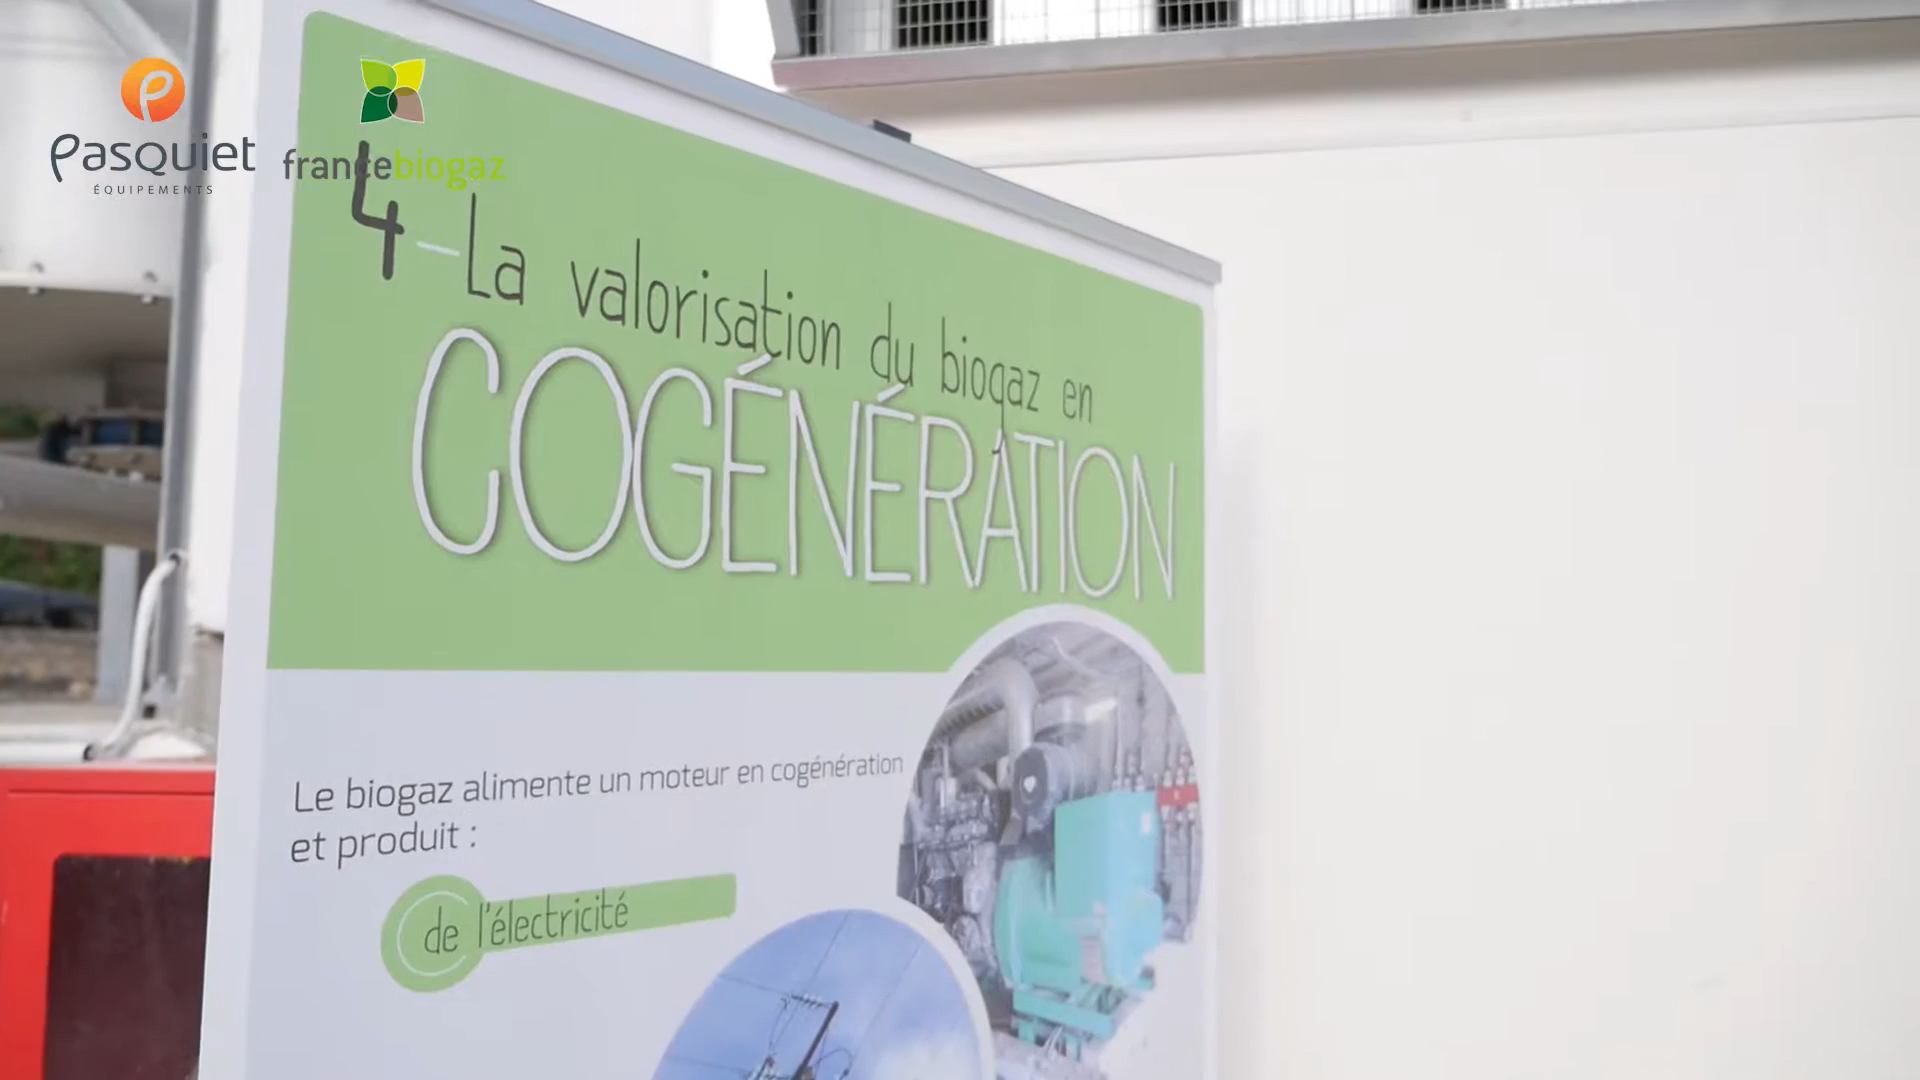 Pasquiet
ÉQUIPEMENTS
francebiogaz
4 - La valorisation du biogaz en
COGÉNÉRATION
Le biogaz alimente un moteur en cogénération
et produit :
de l'électricité